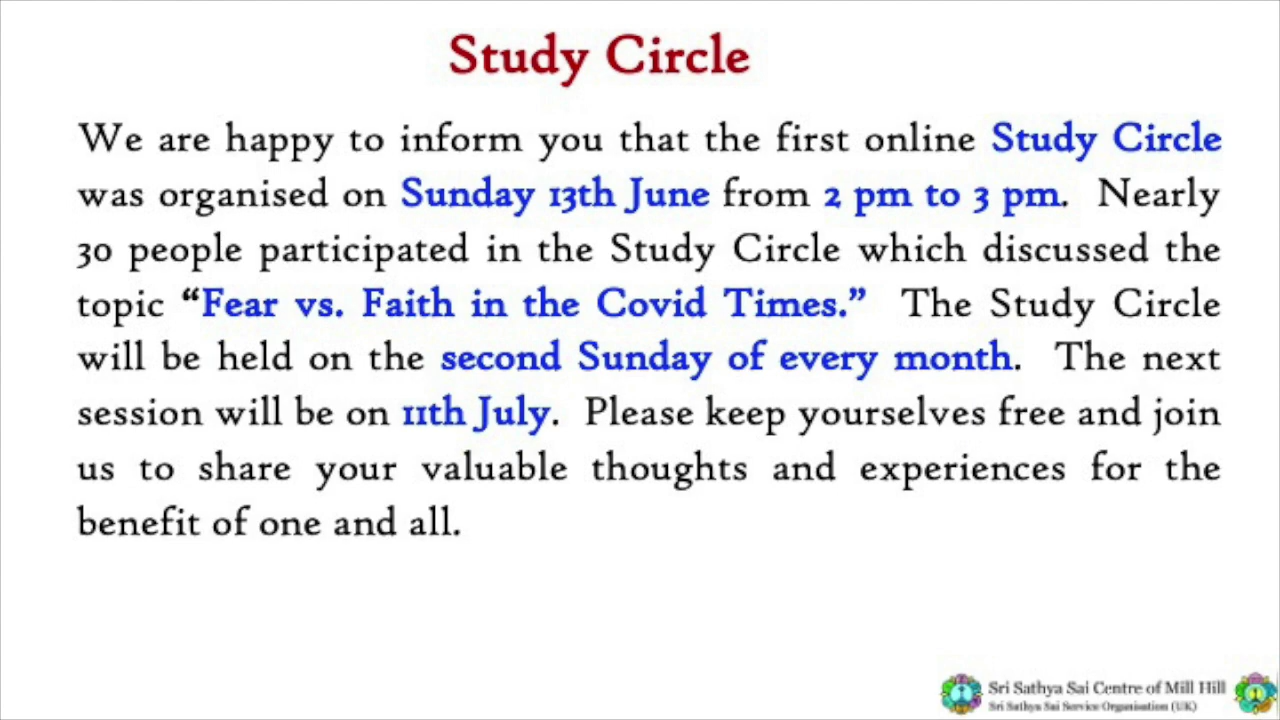 Study Circle
We are happy to inform you that the first online Study Circle
was organised on Sunday 13th June from 2 pm to 3 pm. Nearly
30 people participated in the Study Circle which discussed the
topic “Fear vs. Faith in the Covid Times.” The Study Circle
will be held on the second Sunday of every month. The next
session will be on 11th July. Please keep yourselves free and join
us to share your valuable thoughts and experiences for the
benefit of one and all.
Sri Sathya Sai Centre of Mill Hill
Sri Sathya Sai Service Organisation (UK)